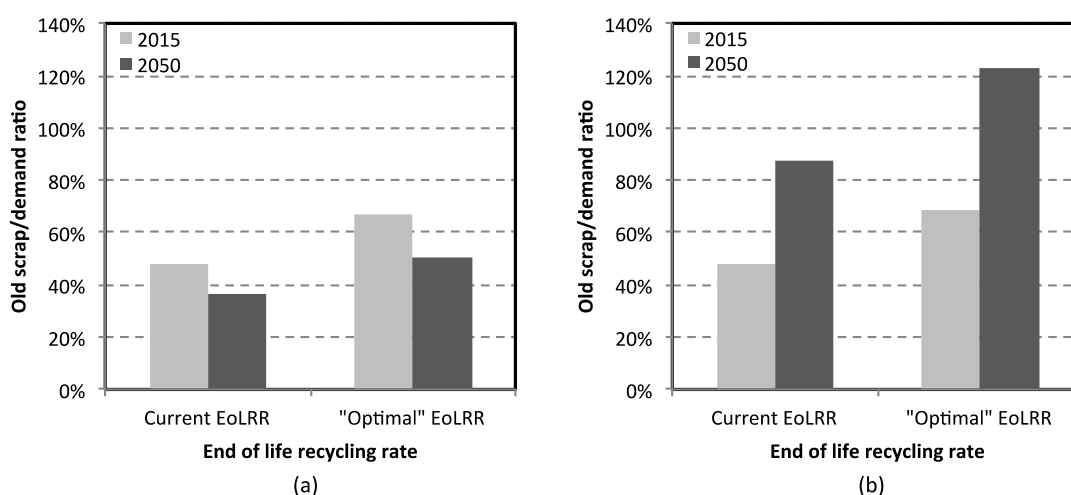 Old scrap/demand ratio
140%
120%
100%
80%
60%
40%
20%
0%
2015
2050
Current EoLRR
"Optimal" EoLRR
End of life recycling rate
(a)
Old scrap/demand ratio
140%
120%
100%
80%
60%
40%
20%
0%
2015
2050
Current EoLRR
"Optimal" EoLRR
End of life recycling rate
(b)